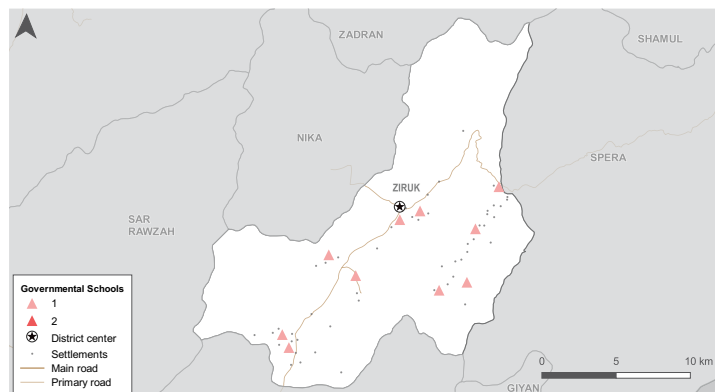 ZADRAN
SHAMUL
NIKA
SPERA
ZIRUK
SAR
RAWZAH
Governmental Schools
1
2
District center
Settlements
Main road
Primary road
0 5 10 km
GIYAN